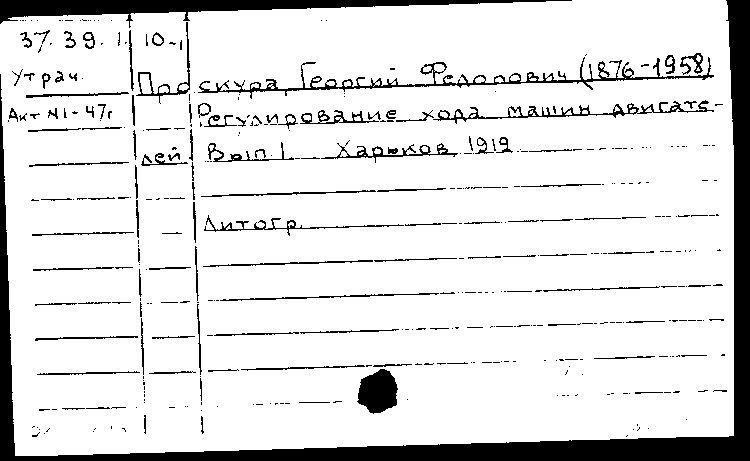 37.39.1. 10-1
Утрач.
Проскура, Георгий Федорович (1876-1958)
Акт №1-47г
Регулирование хода машин двигате-
лей. Вып. 1. Харьков, 1919
Литогр.